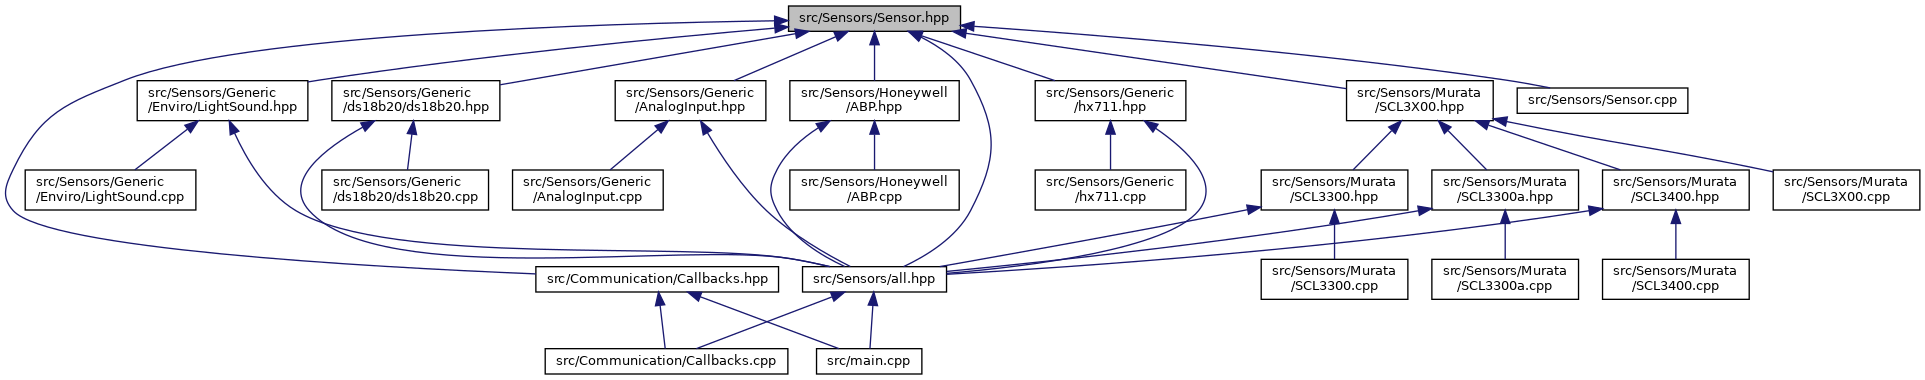 src/Sensors/Sensor.hpp
src/Sensors/Generic
/Enviro/LightSound.hpp
src/Sensors/Generic
/ds18b20/ds18b20.hpp
src/Sensors/Generic
/AnalogInput.hpp
src/Sensors/Honeywell
/ABP.hpp
src/Sensors/Generic
/hx711.hpp
src/Sensors/Murata
/SCL3X00.hpp
src/Sensors/Sensor.cpp
src/Sensors/Generic
/Enviro/LightSound.cpp
src/Sensors/Generic
/ds18b20/ds18b20.cpp
src/Sensors/Generic
/AnalogInput.cpp
src/Sensors/Honeywell
/ABP.cpp
src/Sensors/Generic
/hx711.cpp
src/Sensors/Murata
/SCL3300.hpp
src/Sensors/Murata
/SCL3300a.hpp
src/Sensors/Murata
/SCL3400.hpp
src/Sensors/Murata
/SCL3X00.cpp
src/Communication/Callbacks.hpp
src/Sensors/all.hpp
src/Sensors/Murata
/SCL3300.cpp
src/Sensors/Murata
/SCL3300a.cpp
src/Sensors/Murata
/SCL3400.cpp
src/Communication/Callbacks.cpp
src/main.cpp